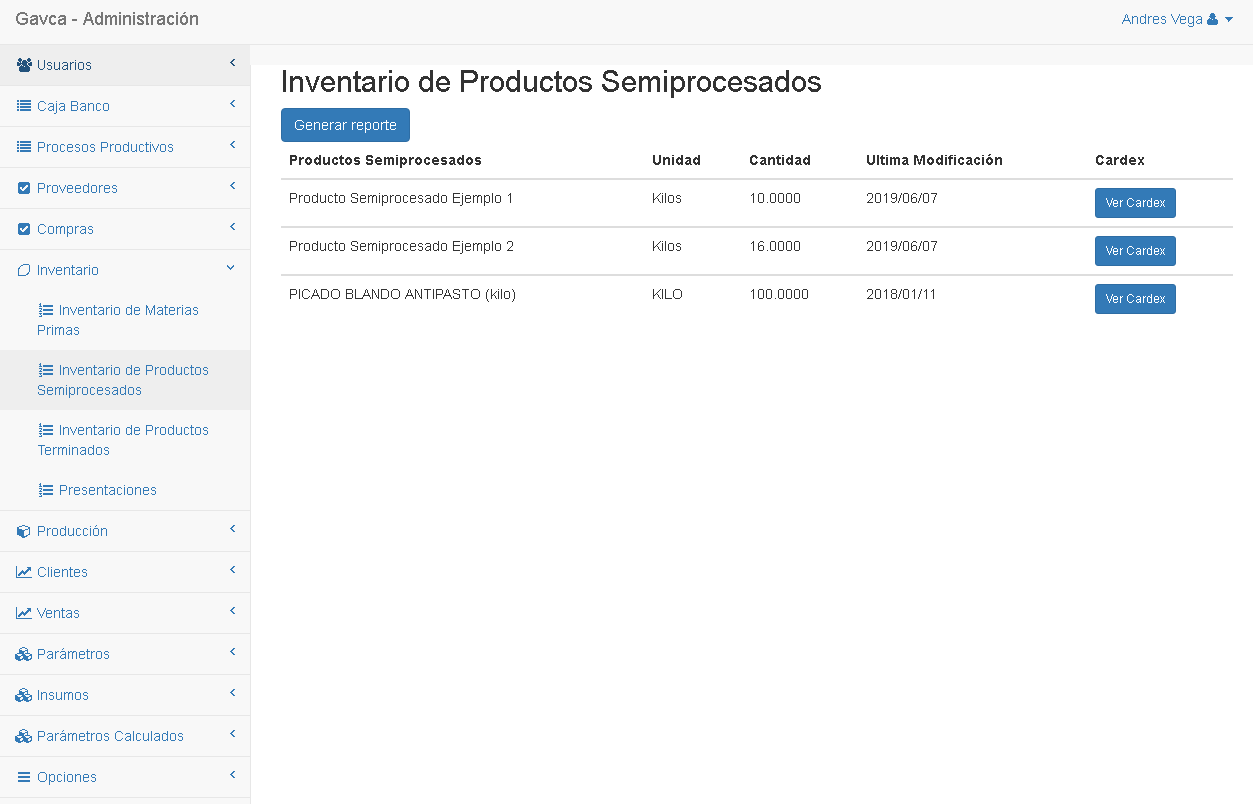 Gavca - Administración
Andres Vega
Usuarios
Caja Banco
Procesos Productivos
Proveedores
Compras
Inventario
Inventario de Materias
Primas
Inventario de Productos
Semiprocesados
Inventario de Productos
Terminados
Presentaciones
Producción
Clientes
Ventas
Parámetros
Insumos
Parámetros Calculados
Opciones
Inventario de Productos Semiprocesados
Generar reporte
Productos Semiprocesados Unidad Cantidad Ultima Modificación Cardex
Producto Semiprocesado Ejemplo 1 Kilos 10.0000 2019/06/07 Ver Cardex
Producto Semiprocesado Ejemplo 2 Kilos 16.0000 2019/06/07 Ver Cardex
PICADO BLANDO ANTIPASTO (kilo) KILO 100.0000 2018/01/11 Ver Cardex